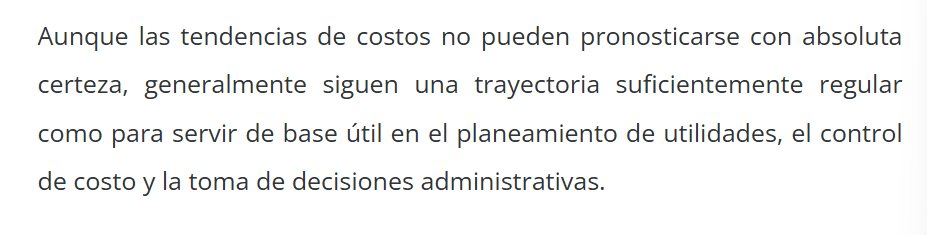 Aunque las tendencias de costos no pueden pronosticarse con absoluta
certeza, generalmente siguen una trayectoria suficientemente regular
como para servir de base útil en el planeamiento de utilidades, el control
de costo y la toma de decisiones administrativas.